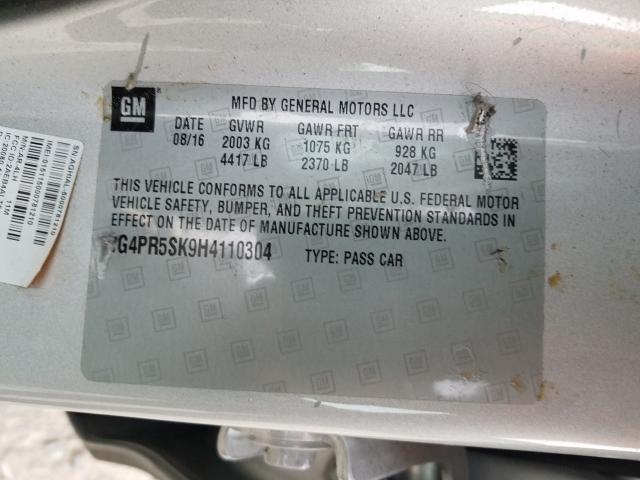 GM
MFD BY GENERAL MOTORS LLC
DATE GVWR GAWR FRT GAWR RR
08/16 2003 KG 1075 KG 928 KG
4417 LB 2370 LB 2047 LB
THIS VEHICLE CONFORMS TO ALL APPLICABLE U.S. FEDERAL MOTOR
VEHICLE SAFETY, BUMPER, AND THEFT PREVENTION STANDARDS IN
EFFECT ON THE DATE OF MANUFACTURE SHOWN ABOVE.
G4PR5SK9H4110304 TYPE: PASS CAR